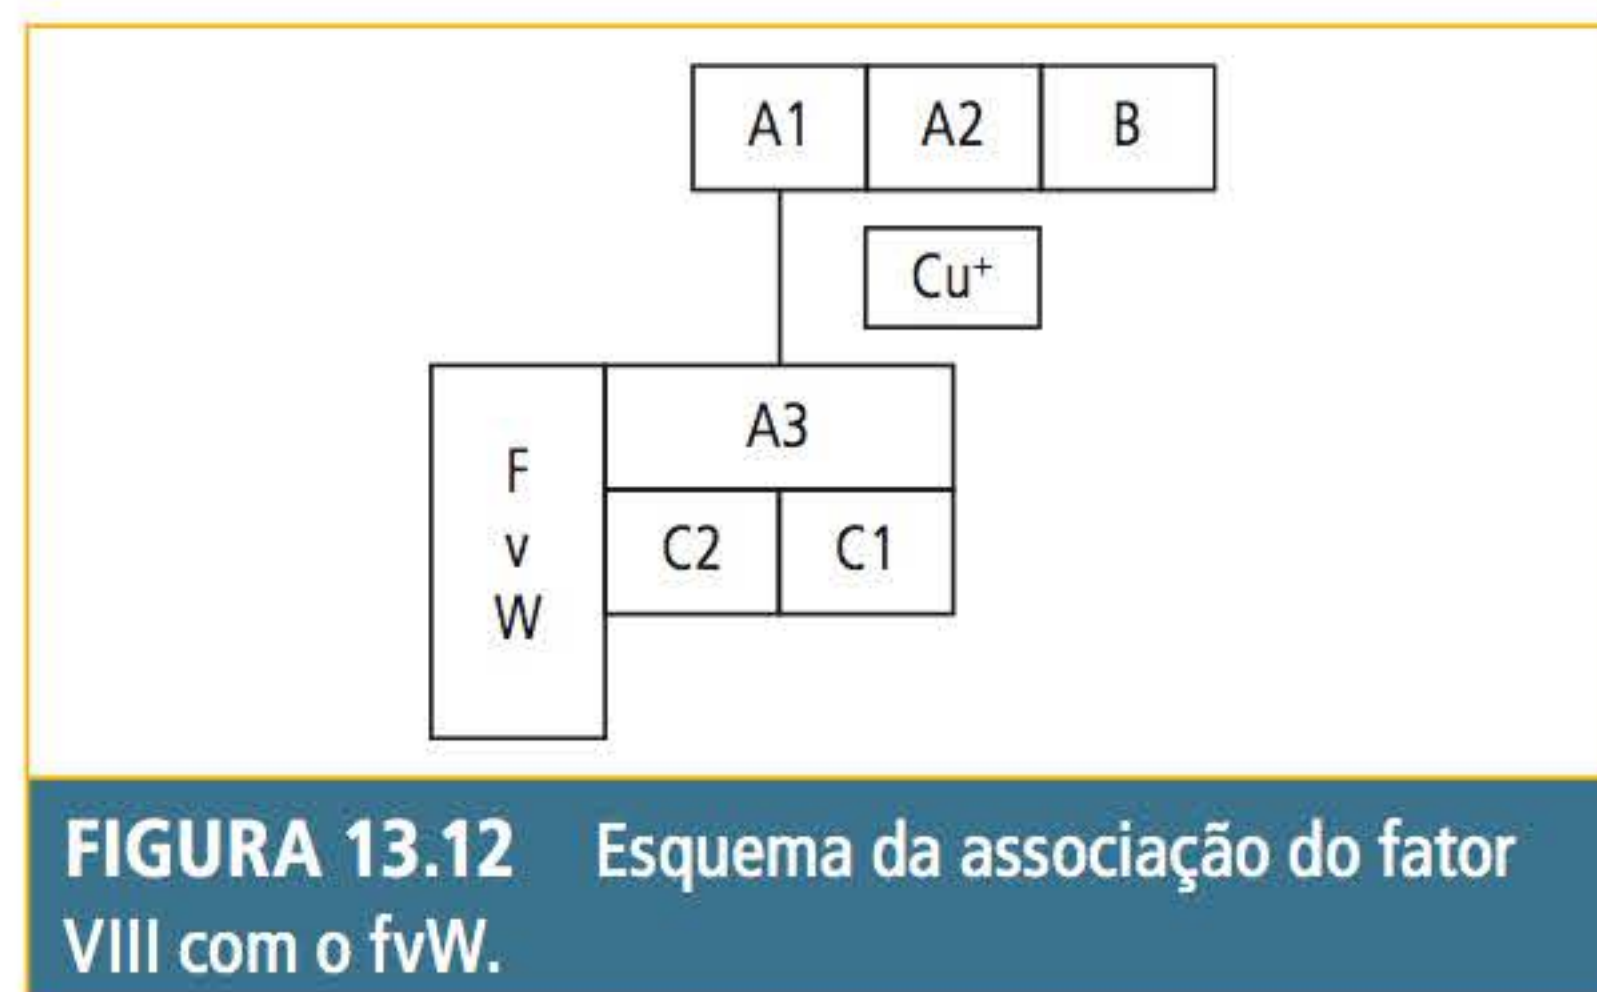 A1 A2 B
Cu⁺
A3
F
v
W
C2 C1
FIGURA 13.12 Esquema da associação do fator
VIII com o fvW.